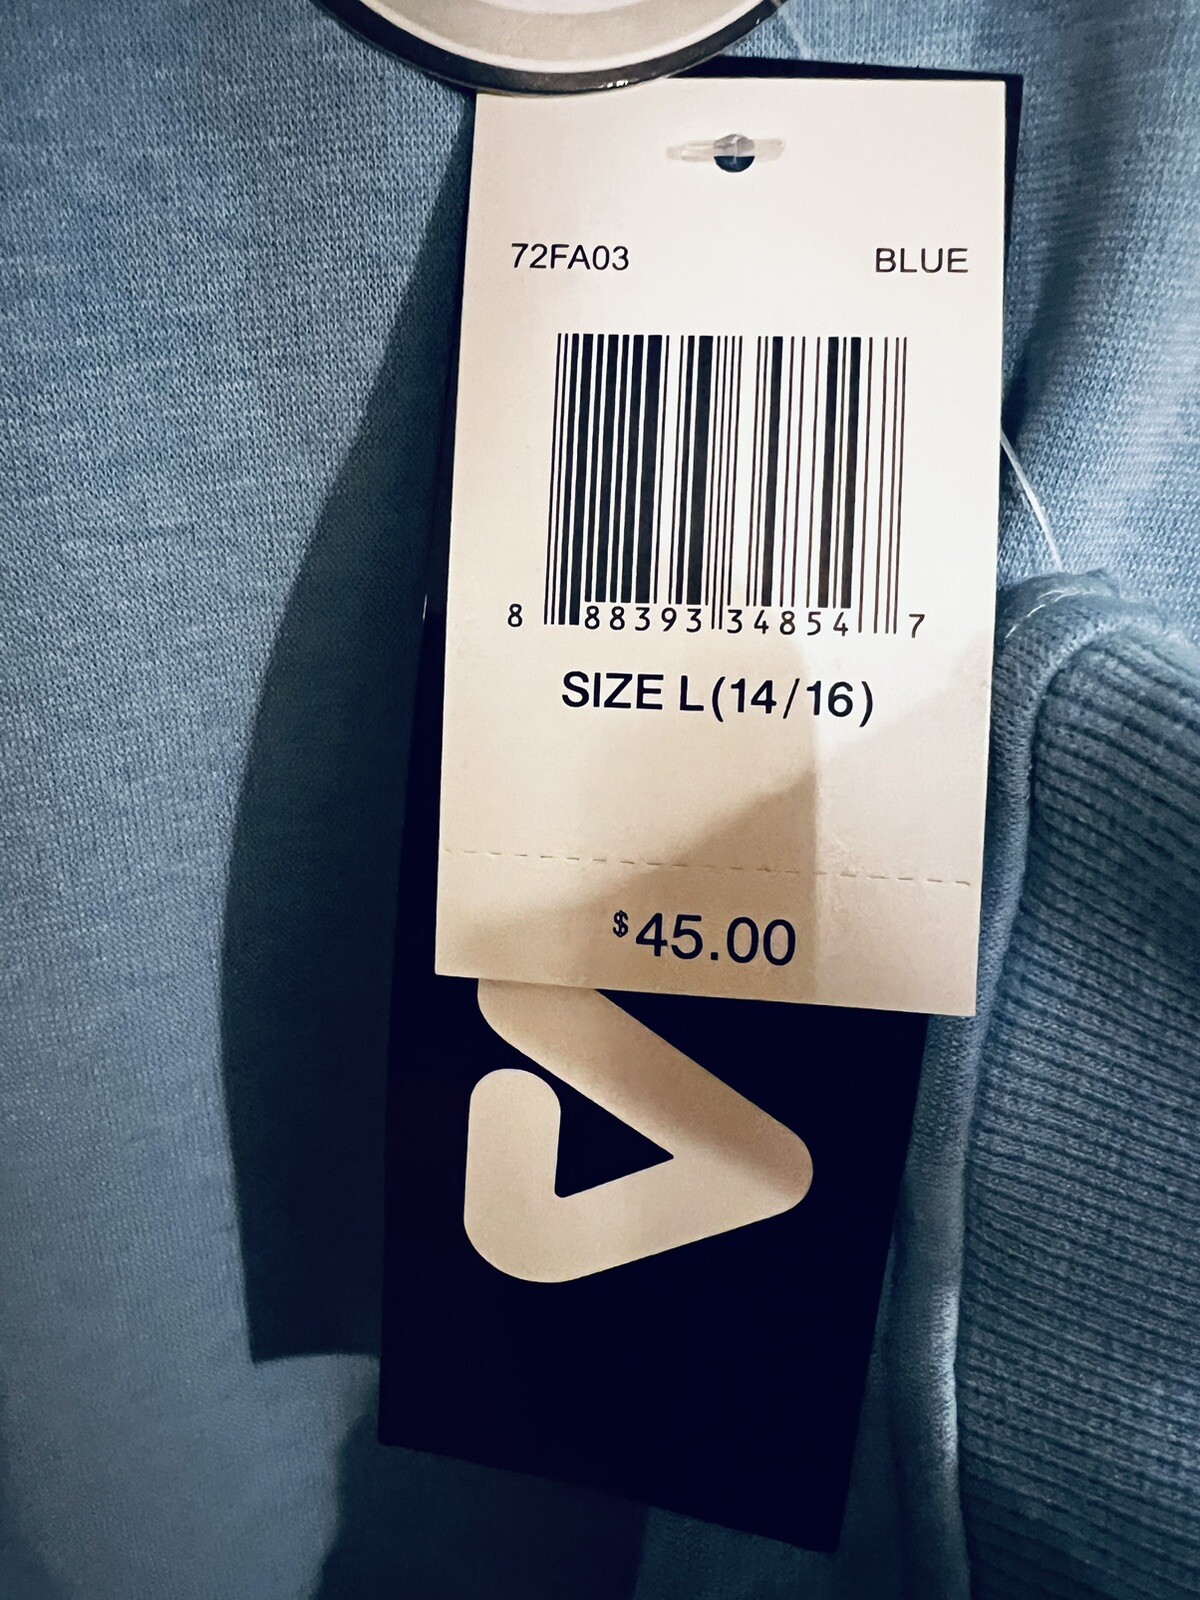 72FA03 BLUE
8 88393 34854 7
SIZE L(14/16)
$45.00